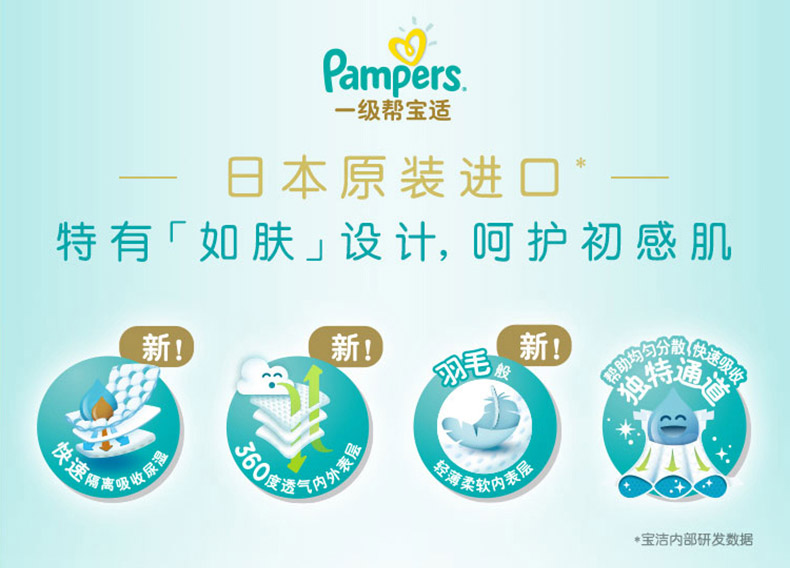 Pampers®
一级帮宝适
日本原装进口*
特有「如肤」设计,呵护初感肌
新!
快速隔离吸收尿湿
新!
360度透气内外表层
新!
羽毛般
轻薄柔软内表层
帮助均匀分散 快速吸收
独特通道
*宝洁内部研发数据